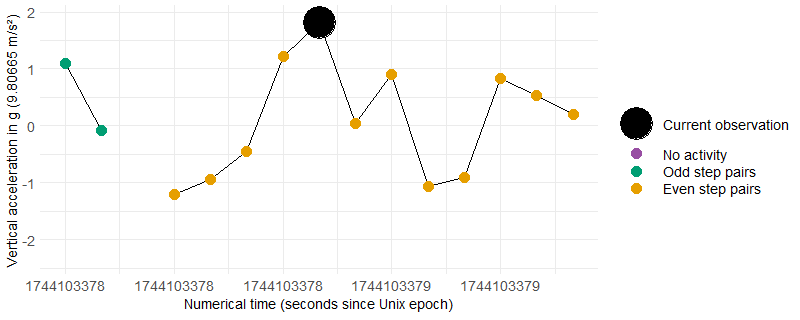 Vertical acceleration in g (9.80665 m/s²)
2
1
0
-1
-2
1744103378
1744103378
1744103378
1744103379
1744103379
Numerical time (seconds since Unix epoch)
Current observation
No activity
Odd step pairs
Even step pairs